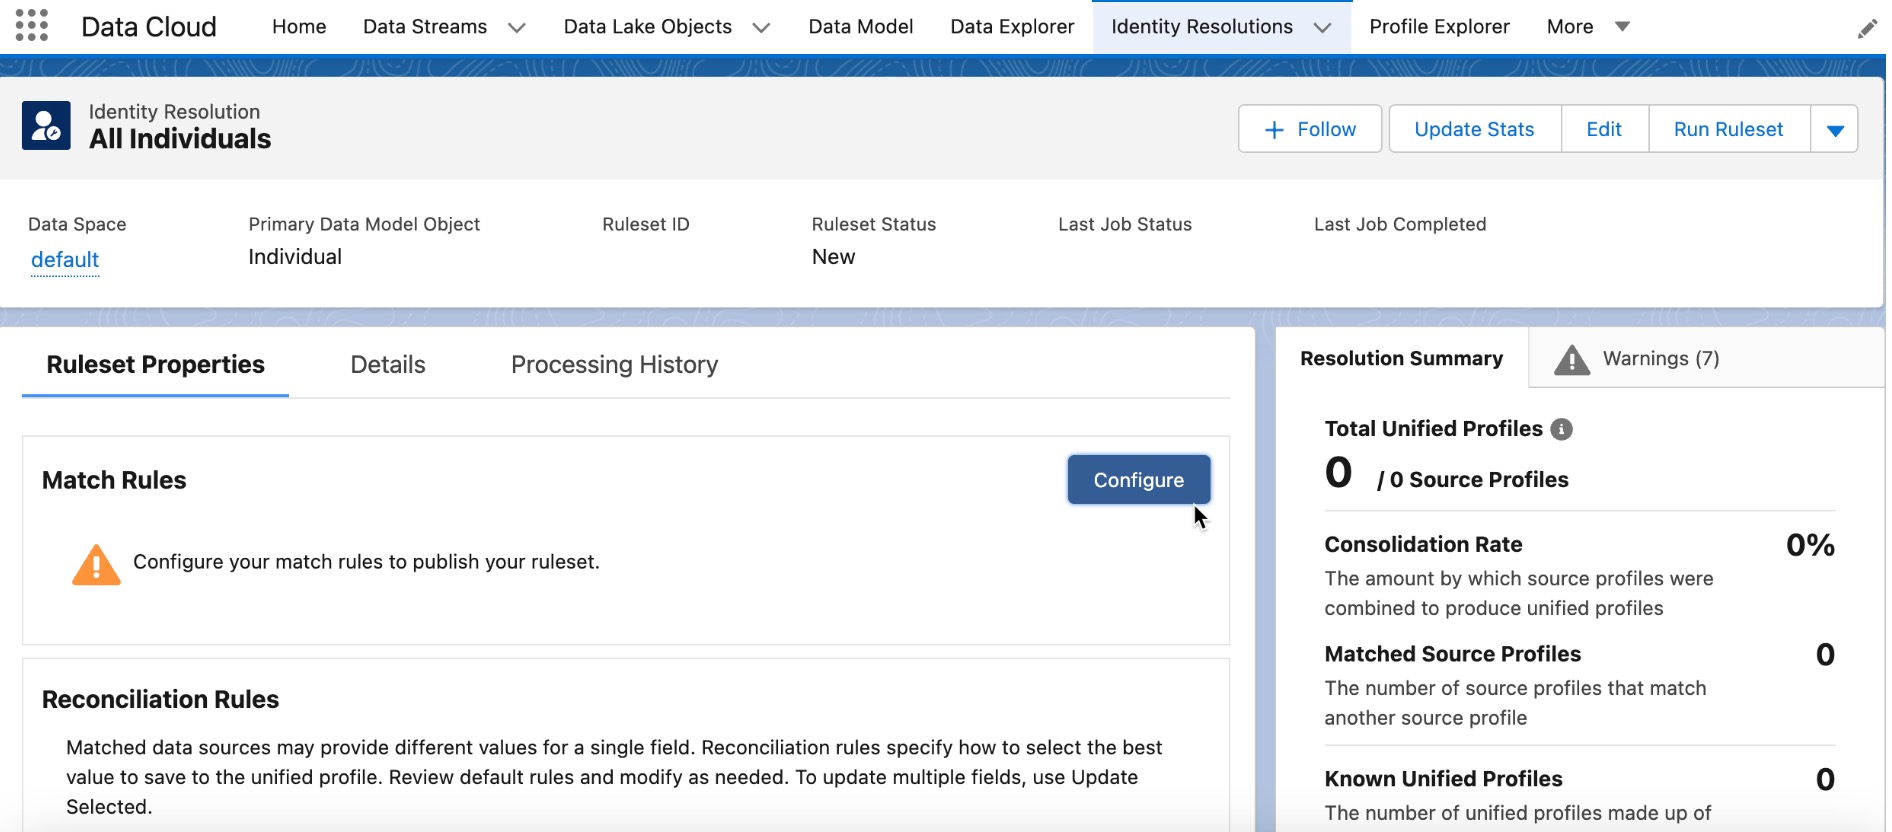 Data Cloud
Home
Data Streams
Data Lake Objects
Data Model
Data Explorer
Identity Resolutions
Profile Explorer
More
Identity Resolution
All Individuals
Follow
Update Stats
Edit
Run Ruleset
Data Space
default
Primary Data Model Object
Individual
Ruleset ID
Ruleset Status
New
Last Job Status
Last Job Completed
Ruleset Properties
Details
Processing History
Match Rules
Configure
Configure your match rules to publish your ruleset.
Reconciliation Rules
Matched data sources may provide different values for a single field. Reconciliation rules specify how to select the best
value to save to the unified profile. Review default rules and modify as needed. To update multiple fields, use Update
Selected.
Resolution Summary
Warnings (7)
Total Unified Profiles
0 / 0 Source Profiles
Consolidation Rate
0%
The amount by which source profiles were
combined to produce unified profiles
Matched Source Profiles
0
The number of source profiles that match
another source profile
Known Unified Profiles
0
The number of unified profiles made up of